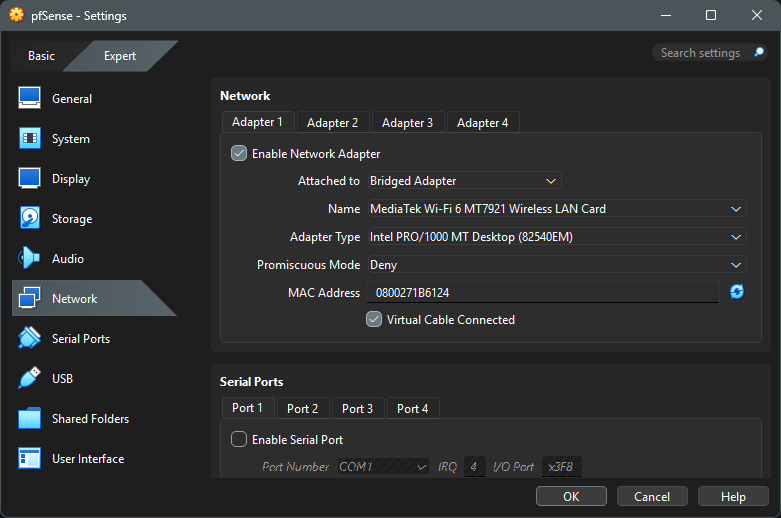 pfSense - Settings
Basic
Expert
Search settings
General
System
Display
Storage
Audio
Network
Serial Ports
USB
Shared Folders
User Interface
Network
Adapter 1 Adapter 2 Adapter 3 Adapter 4
Enable Network Adapter
Attached to Bridged Adapter
Name MediaTek Wi-Fi 6 MT7921 Wireless LAN Card
Adapter Type Intel PRO/1000 MT Desktop (82540EM)
Promiscuous Mode Deny
MAC Address 0800271B6124
Virtual Cable Connected
Serial Ports
Port 1 Port 2 Port 3 Port 4
Enable Serial Port
Port Number COM1 IRQ 4 I/O Port x3F8
OK Cancel Help